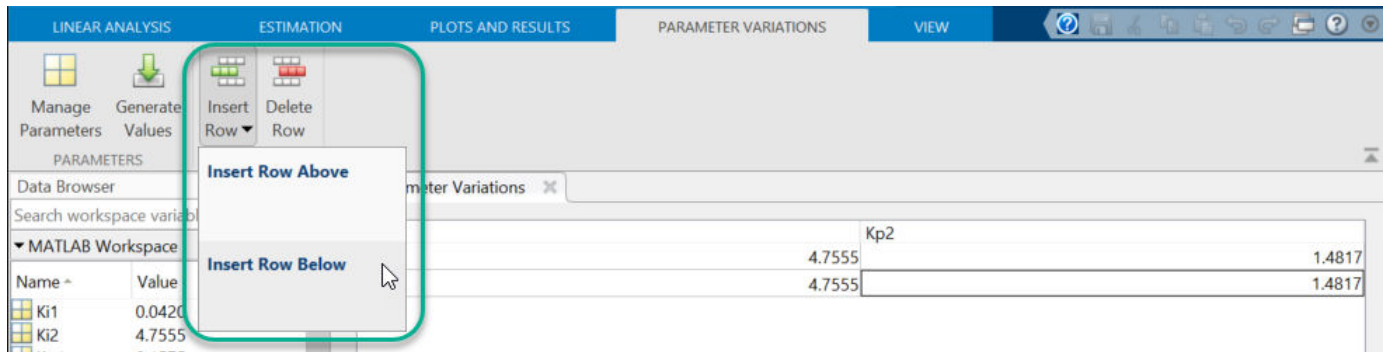 LINEAR ANALYSIS ESTIMATION PLOTS AND RESULTS PARAMETER VARIATIONS VIEW
Manage Parameters
Generate Values
Insert Row
Delete Row
PARAMETERS
Insert Row Above
Insert Row Below
Data Browser
Variations
Search workspace
MATLAB Workspace
Name Value
Ki1 0.0420
Ki2 4.7555
Kp2
4.7555 1.4817
4.7555 1.4817